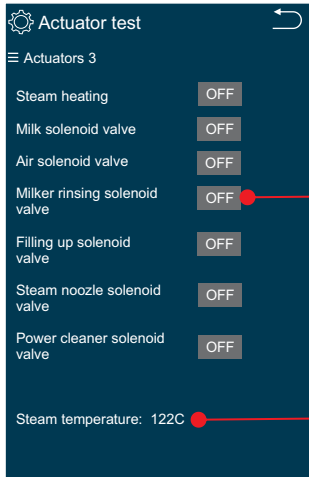 Actuator test
☰ Actuators 3
Steam heating OFF
Milk solenoid valve OFF
Air solenoid valve OFF
Milker rinsing solenoid
valve OFF
Filling up solenoid
valve OFF
Steam noozle solenoid
valve OFF
Power cleaner solenoid
valve OFF
Steam temperature: 122C